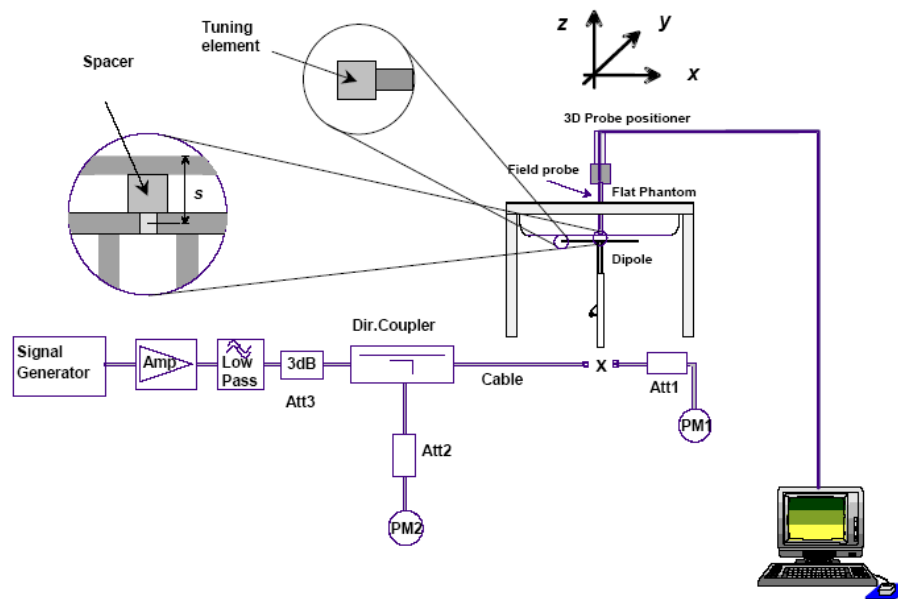 Tuning
element
z
y
x
Spacer
3D Probe positioner
s
Field probe
Flat Phantom
Dipole
Dir.Coupler
Signal
Generator
Amp
Low
Pass
3dB
Att3
Cable
X
Att1
PM1
Att2
PM2